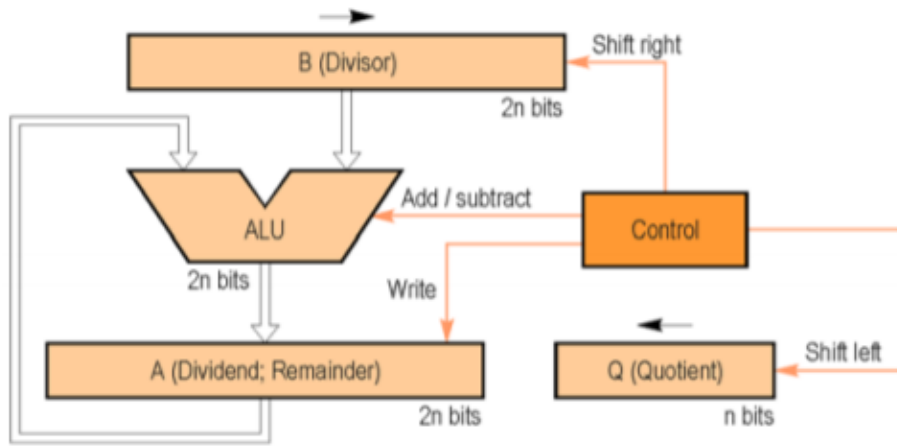 Shift right
B (Divisor)
2n bits
Add / subtract
Control
ALU
2n bits
Write
Shift left
A (Dividend; Remainder)
Q (Quotient)
2n bits
n bits